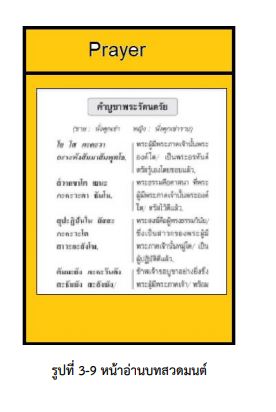 Prayer
คำบูชาพระรัตนตรัย
(ชาย : นั่งคุกเข่า หญิง : นั่งคุกเข่าราบ)
โย โส ภะคะวา พระผู้มีพระภาคเจ้านั้นพระ
อะระหังสัมมาสัมพุทโธ, องค์ใด/ เป็นพระอรหันต์
ตรัสรู้เองโดยชอบแล้ว,
ส๎วากขาโต เยนะ พระธรรมคือศาสนา ที่พระ
ภะคะวะตา ธัมโม, ผู้มีพระภาคเจ้านั้นพระองค์
ใด/ ตรัสไว้ดีแล้ว,
สุปะฏิปันโน ยัสสะ พระสงฆ์คือผู้ทรงธรรมวินัย/
ภะคะวะโต ซึ่งเป็นสาวกของพระผู้มี
สาวะกะสังโฆ, พระภาคเจ้านั้นหมู่ใด/ เป็น
ผู้ปฏิบัติดีแล้ว,
ตัมมะยัง ภะคะวันตัง ข้าพเจ้าขอบูชาอย่างยิ่งซึ่ง
สะธัมมัง สะสังฆัง/ พระผู้มีพระภาคเจ้า/ พร้อม
รูปที่ 3-9 หน้าอ่านบทสวดมนต์